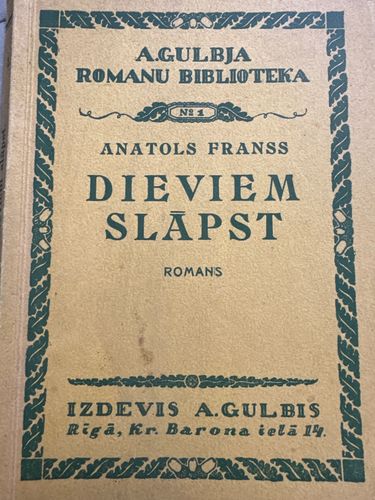 A.GULBJA
ROMANU BIBLIOTEKA
№ 1
ANATOLS FRANSS
DIEVIEM
SLĀPST
ROMANS
IZDEVIS A.GULBIS
Rīgā, Kr. Barona ielā 14.